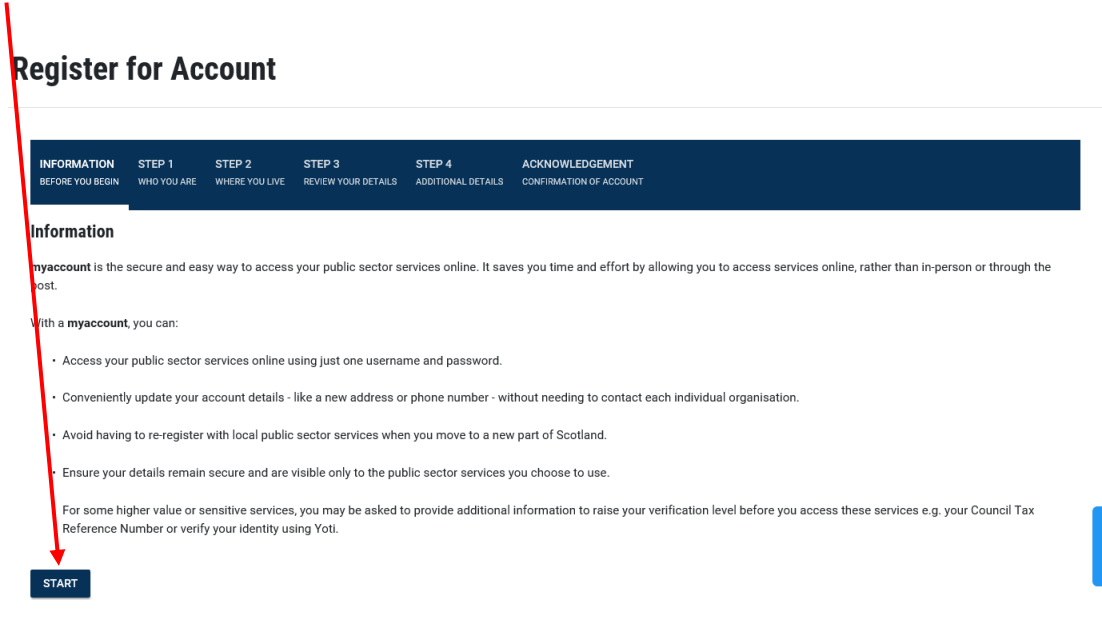 Register for Account
INFORMATION
BEFORE YOU BEGIN
STEP 1
WHO YOU ARE
STEP 2
WHERE YOU LIVE
STEP 3
REVIEW YOUR DETAILS
STEP 4
ADDITIONAL DETAILS
ACKNOWLEDGEMENT
CONFIRMATION OF ACCOUNT
Information
myaccount is the secure and easy way to access your public sector services online. It saves you time and effort by allowing you to access services online, rather than in-person or through the
post.
With a myaccount, you can:
• Access your public sector services online using just one username and password.
• Conveniently update your account details - like a new address or phone number - without needing to contact each individual organisation.
• Avoid having to re-register with local public sector services when you move to a new part of Scotland.
• Ensure your details remain secure and are visible only to the public sector services you choose to use.
For some higher value or sensitive services, you may be asked to provide additional information to raise your verification level before you access these services e.g. your Council Tax
Reference Number or verify your identity using Yoti.
START